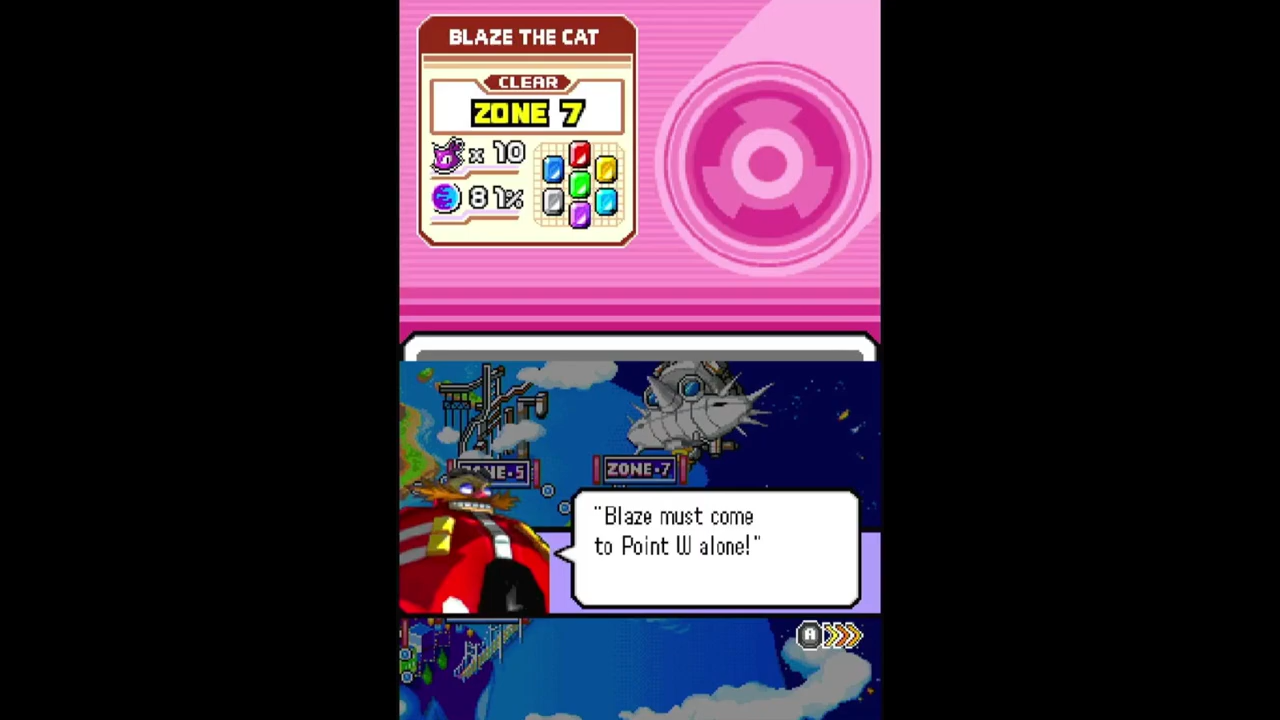 BLAZE THE CAT
CLEAR
ZONE 7
x 10
81%
ZONE·5
ZONE·7
"Blaze must come
to Point W alone!"
A